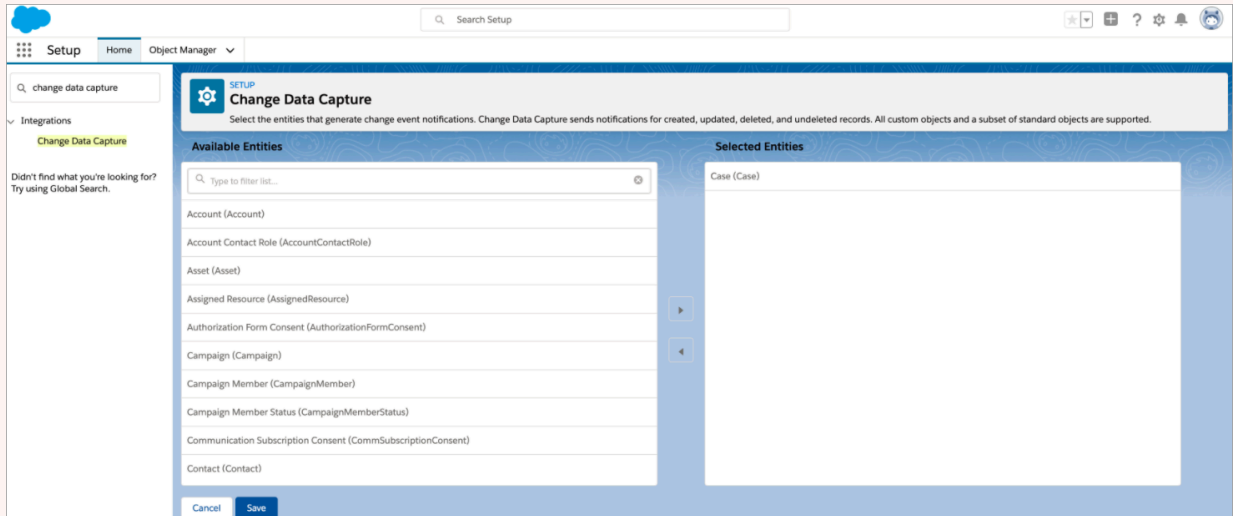 Search Setup
Setup
Home
Object Manager
change data capture
Integrations
Change Data Capture
Didn't find what you're looking for?
Try using Global Search.
SETUP
Change Data Capture
Select the entities that generate change event notifications. Change Data Capture sends notifications for created, updated, deleted, and undeleted records. All custom objects and a subset of standard objects are supported.
Available Entities
Type to filter list...
Account (Account)
Account Contact Role (AccountContactRole)
Asset (Asset)
Assigned Resource (AssignedResource)
Authorization Form Consent (AuthorizationFormConsent)
Campaign (Campaign)
Campaign Member (CampaignMember)
Campaign Member Status (CampaignMemberStatus)
Communication Subscription Consent (CommSubscriptionConsent)
Contact (Contact)
Selected Entities
Case (Case)
Cancel
Save